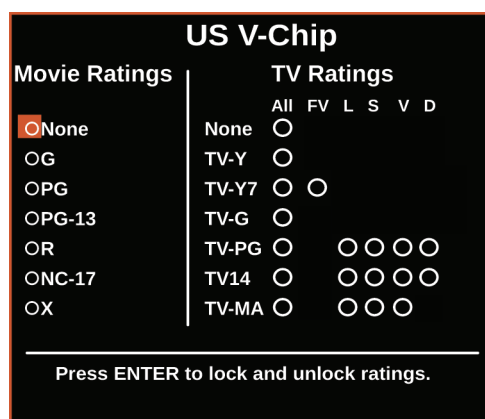 US V-Chip
Movie Ratings
None
G
PG
PG-13
R
NC-17
X
TV Ratings
All FV L S V D
None
TV-Y
TV-Y7
TV-G
TV-PG
TV14
TV-MA
Press ENTER to lock and unlock ratings.